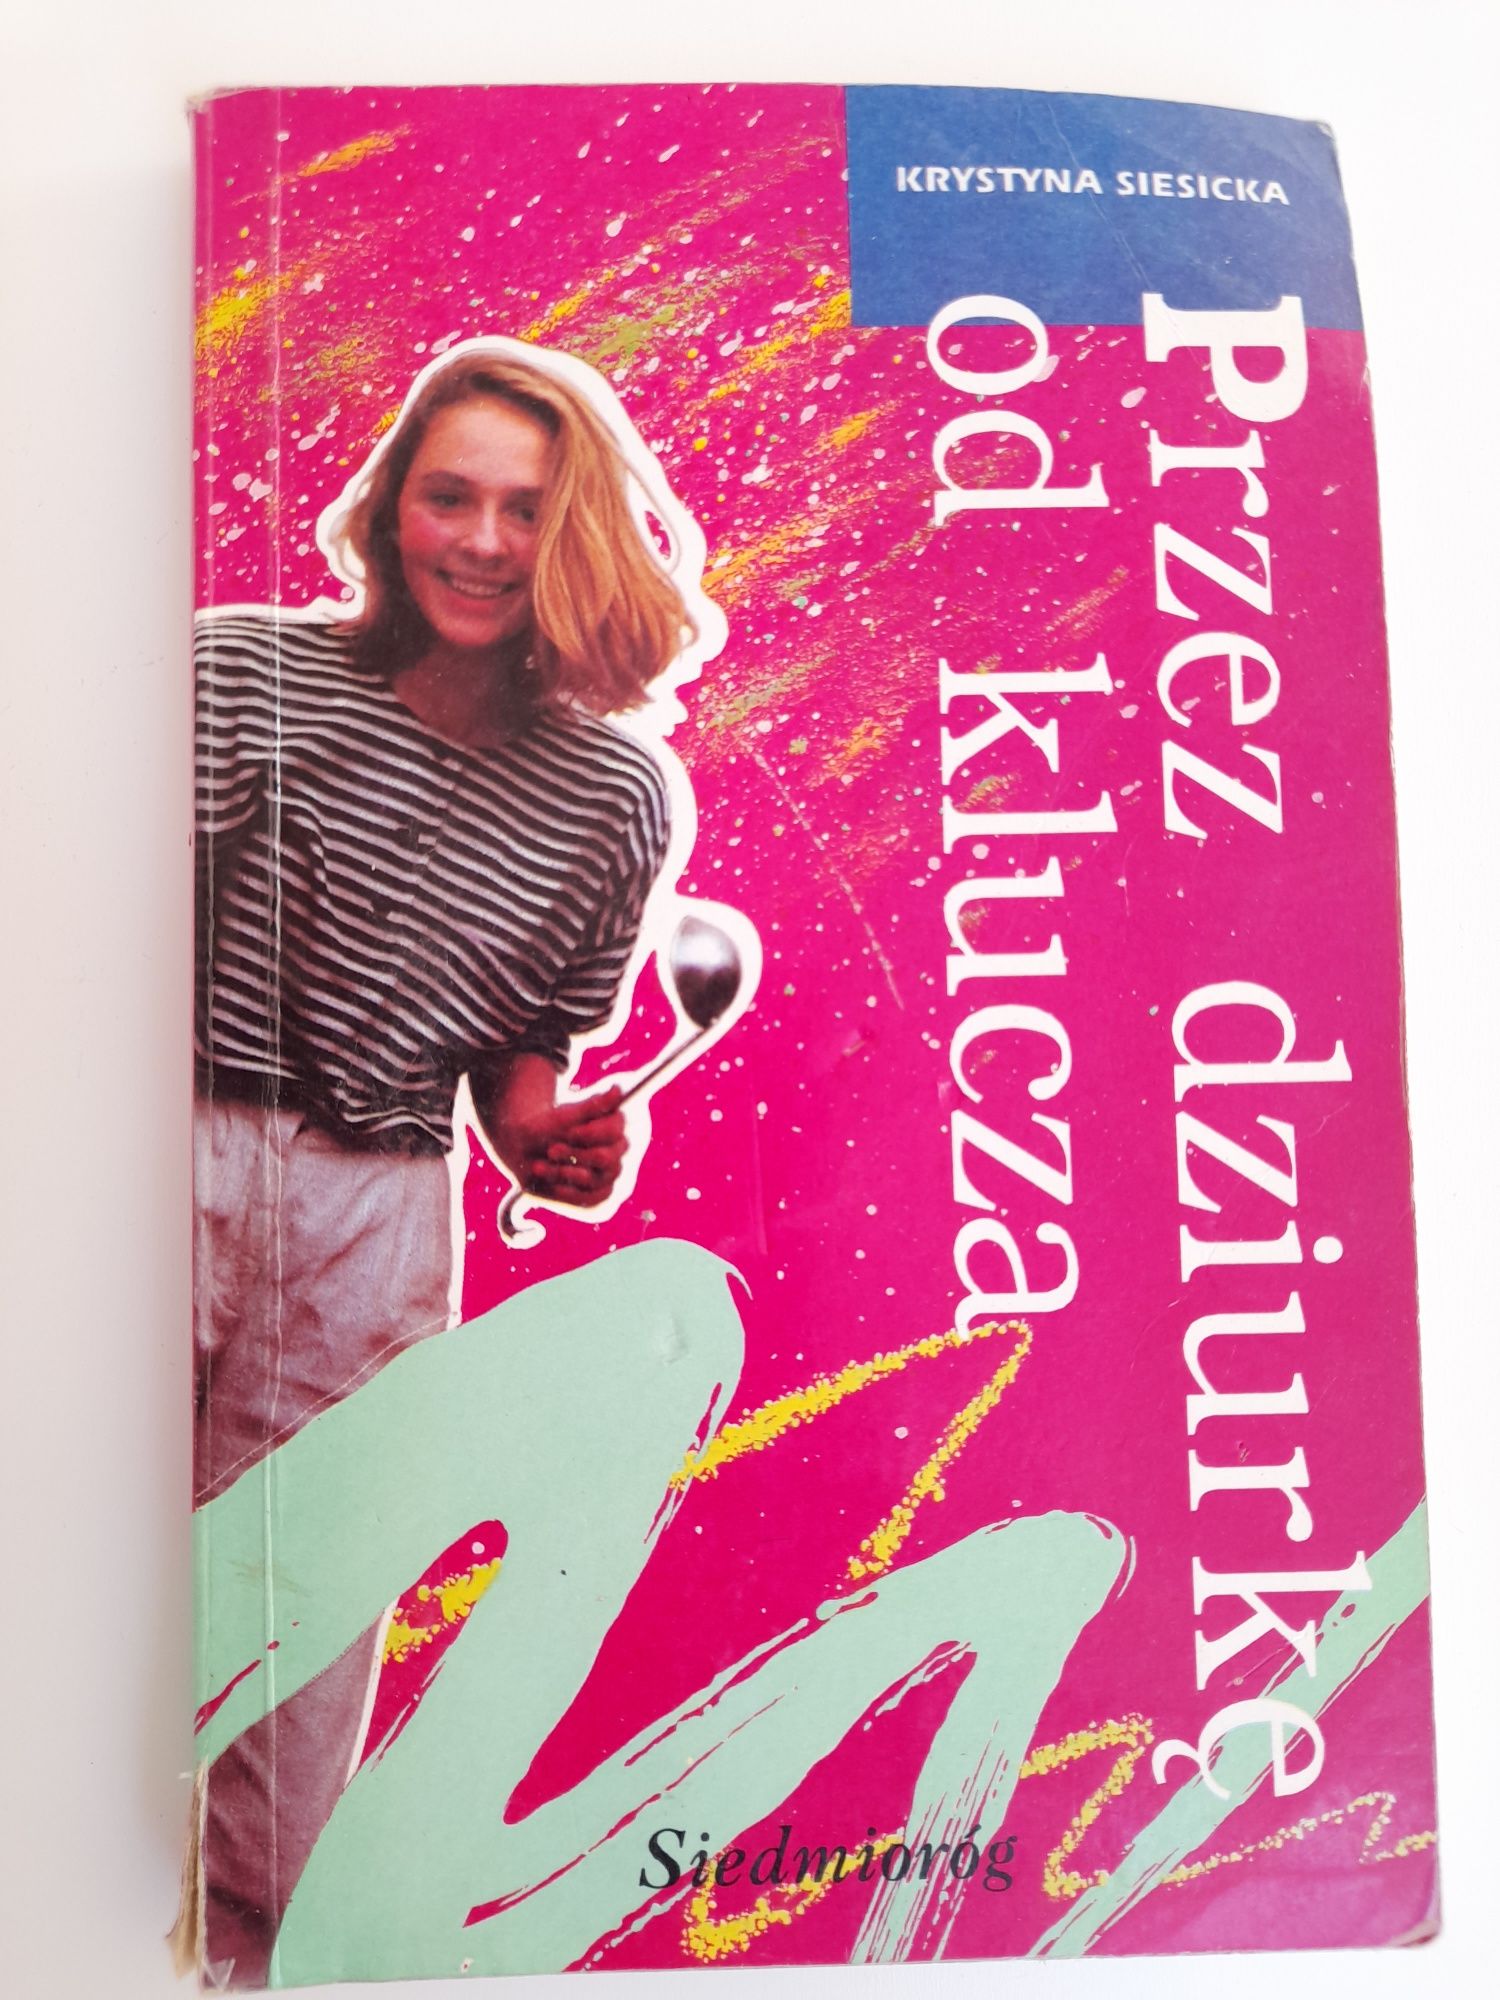 KRYSTYNA SIESICKA
Przez dziurkę
od klucza
Siedmioróg